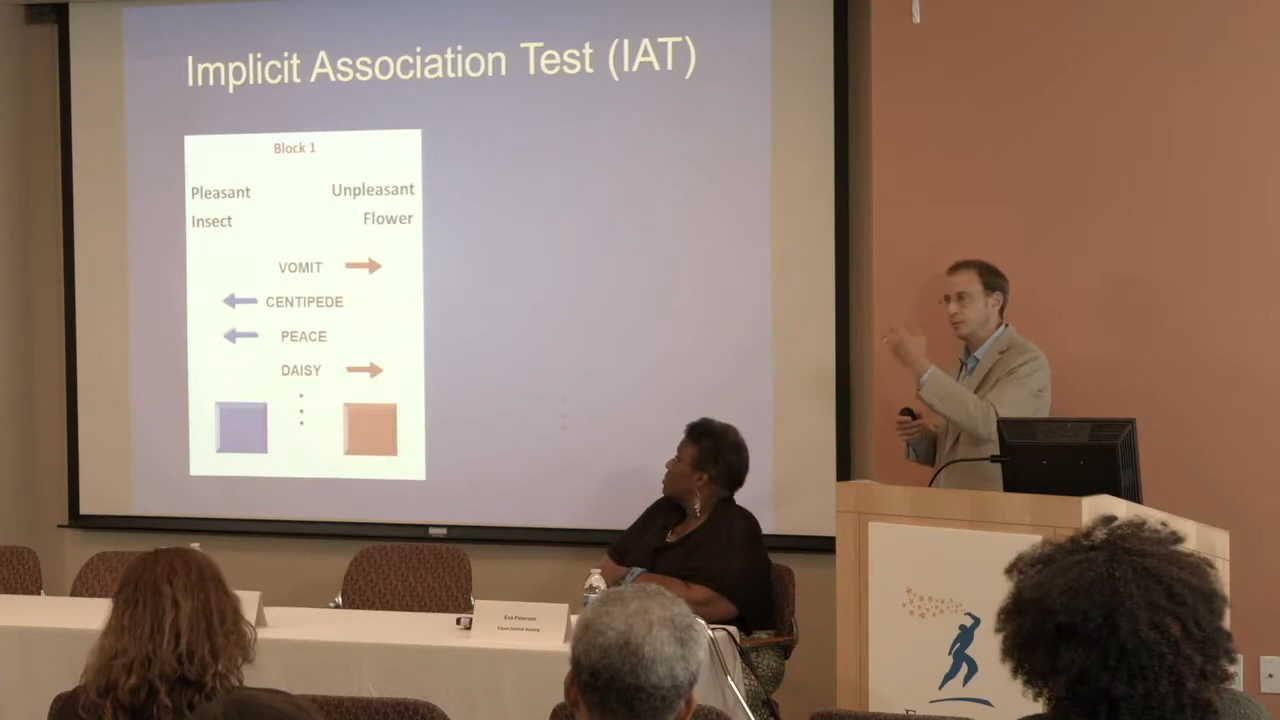 Implicit Association Test (IAT)
Block 1
Pleasant Unpleasant
Insect Flower
VOMIT
CENTIPEDE
PEACE
DAISY